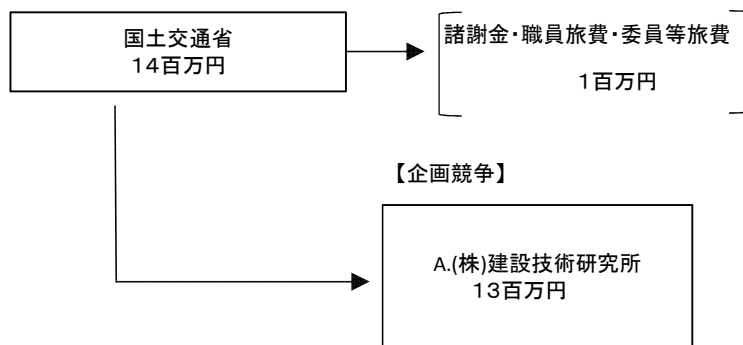 国土交通省
14百万円
諸謝金・職員旅費・委員等旅費
1百万円
【企画競争】
A.(株)建設技術研究所
13百万円